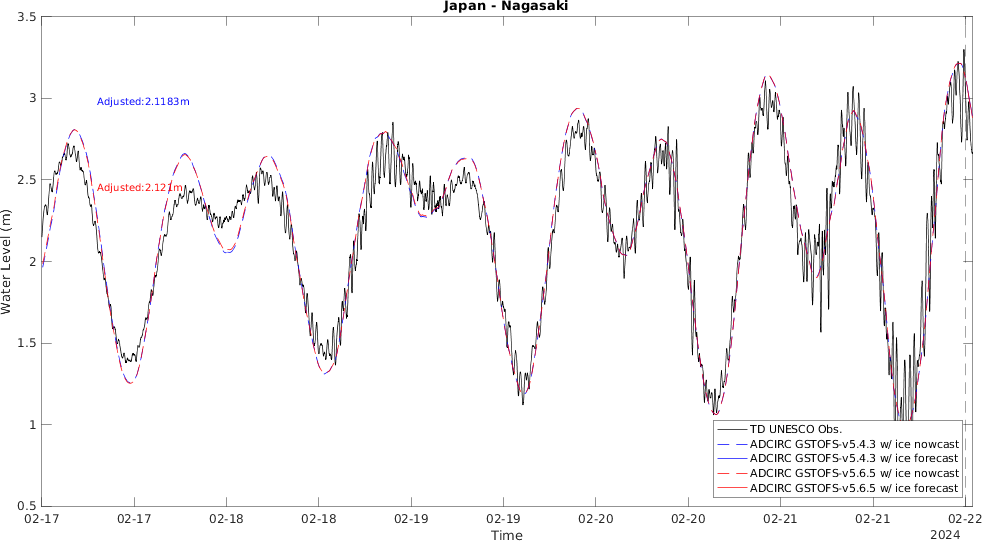 Japan - Nagasaki
3.5
3
2.5
2
1.5
1
0.5
Water Level (m)
Adjusted:2.1183m
Adjusted:2.121m
TD UNESCO Obs.
ADCIRC GSTOFS-v5.4.3 w/ ice nowcast
ADCIRC GSTOFS-v5.4.3 w/ ice forecast
ADCIRC GSTOFS-v5.6.5 w/ ice nowcast
ADCIRC GSTOFS-v5.6.5 w/ ice forecast
02-17 02-17 02-18 02-18 02-19 02-19 02-20 02-20 02-21 02-21 02-22
Time
2024